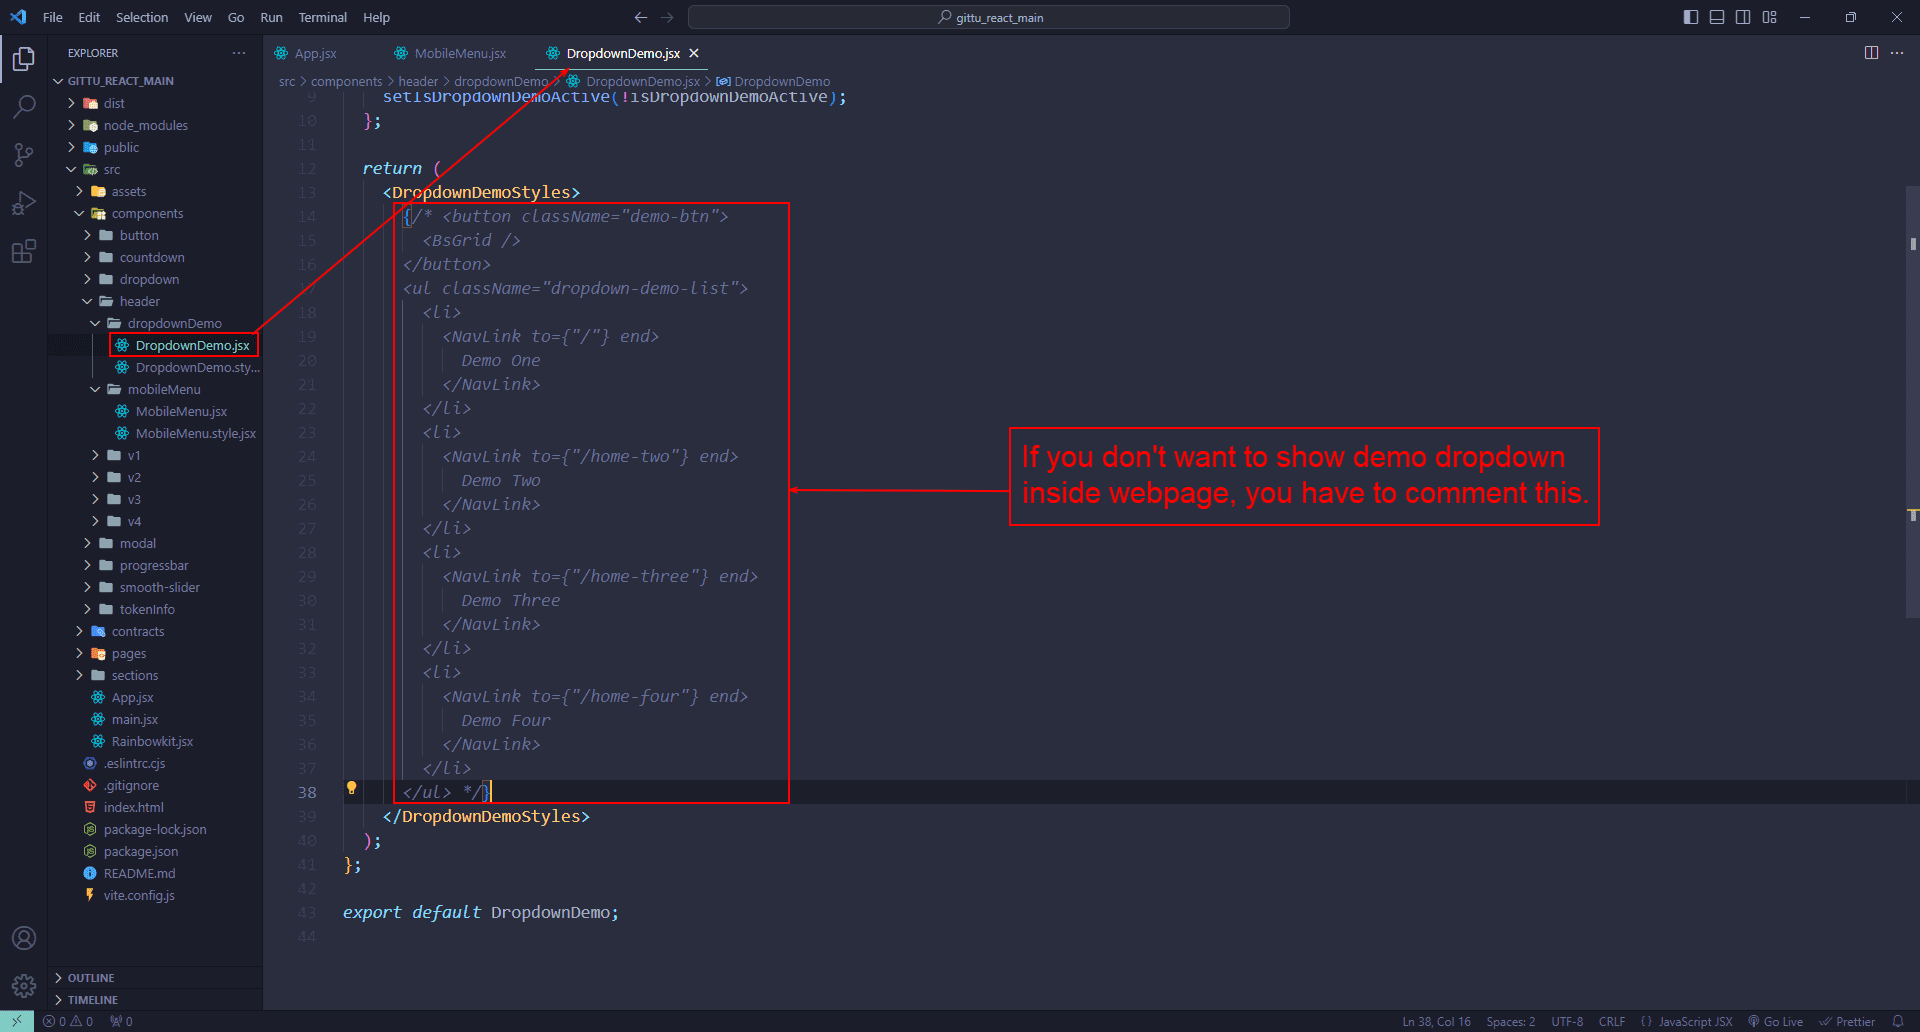 File Edit Selection View Go Run Terminal Help
gittu_react_main
EXPLORER
GITTU_REACT_MAIN
dist
node_modules
public
src
assets
components
button
countdown
dropdown
header
dropdownDemo
DropdownDemo.jsx
DropdownDemo.sty...
mobileMenu
MobileMenu.jsx
MobileMenu.style.jsx
v1
v2
v3
v4
modal
progressbar
smooth-slider
tokenInfo
contracts
pages
sections
App.jsx
main.jsx
Rainbowkit.jsx
.eslintrc.cjs
.gitignore
index.html
package-lock.json
package.json
README.md
vite.config.js
OUTLINE
TIMELINE
App.jsx MobileMenu.jsx DropdownDemo.jsx
src > components > header > dropdownDemo > DropdownDemo.jsx > DropdownDemo
9 setIsDropdownDemoActive(!isDropdownDemoActive);
10 };
11
12 return (
13 <DropdownDemoStyles>
14 {/* <button className="demo-btn">
15 <BsGrid />
16 </button>
17 <ul className="dropdown-demo-list">
18 <li>
19 <NavLink to={"/"} end>
20 Demo One
21 </NavLink>
22 </li>
23 <li>
24 <NavLink to={"/home-two"} end>
25 Demo Two
26 </NavLink>
27 </li>
28 <li>
29 <NavLink to={"/home-three"} end>
30 Demo Three
31 </NavLink>
32 </li>
33 <li>
34 <NavLink to={"/home-four"} end>
35 Demo Four
36 </NavLink>
37 </li>
38 </ul> */}
39 </DropdownDemoStyles>
40 );
41 };
42
43 export default DropdownDemo;
44
If you don't want to show demo dropdown
inside webpage, you have to comment this.
0 0 0
Ln 38, Col 16 Spaces: 2 UTF-8 CRLF {} JavaScript JSX Go Live Prettier